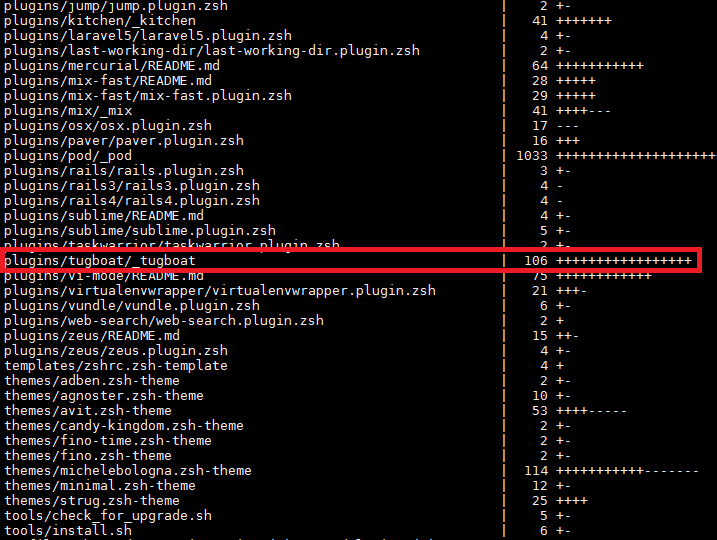 plugins/jump/jump.plugin.zsh | 2 +-
plugins/kitchen/_kitchen | 41 +++++++
plugins/laravel5/laravel5.plugin.zsh | 4 +-
plugins/last-working-dir/last-working-dir.plugin.zsh | 2 +-
plugins/mercurial/README.md | 64 +++++++++++
plugins/mix-fast/README.md | 28 +++++
plugins/mix-fast/mix-fast.plugin.zsh | 29 +++++
plugins/mix/_mix | 41 ++++---
plugins/osx/osx.plugin.zsh | 17 ---
plugins/paver/paver.plugin.zsh | 16 +++
plugins/pod/_pod | 1033 ++++++++++++++++++++
plugins/rails/rails.plugin.zsh | 3 +-
plugins/rails3/rails3.plugin.zsh | 4 -
plugins/rails4/rails4.plugin.zsh | 4 -
plugins/sublime/README.md | 4 +-
plugins/sublime/sublime.plugin.zsh | 5 +-
plugins/taskwarrior/taskwarrior.plugin.zsh | 2 +-
plugins/tugboat/_tugboat | 106 +++++++++++++++++
plugins/vi-mode/README.md | 75 ++++++++++++
plugins/virtualenvwrapper/virtualenvwrapper.plugin.zsh | 21 +++-
plugins/vundle/vundle.plugin.zsh | 6 +-
plugins/web-search/web-search.plugin.zsh | 2 +
plugins/zeus/README.md | 15 ++-
plugins/zeus/zeus.plugin.zsh | 4 +-
templates/zshrc.zsh-template | 4 +
themes/adben.zsh-theme | 2 +-
themes/agnoster.zsh-theme | 10 +-
themes/avit.zsh-theme | 53 ++++-----
themes/candy-kingdom.zsh-theme | 2 +-
themes/fino-time.zsh-theme | 2 +-
themes/fino.zsh-theme | 2 +-
themes/michelebologna.zsh-theme | 114 +++++++++++-------
themes/minimal.zsh-theme | 12 +-
themes/strug.zsh-theme | 25 ++++
tools/check_for_upgrade.sh | 5 +-
tools/install.sh | 6 +-